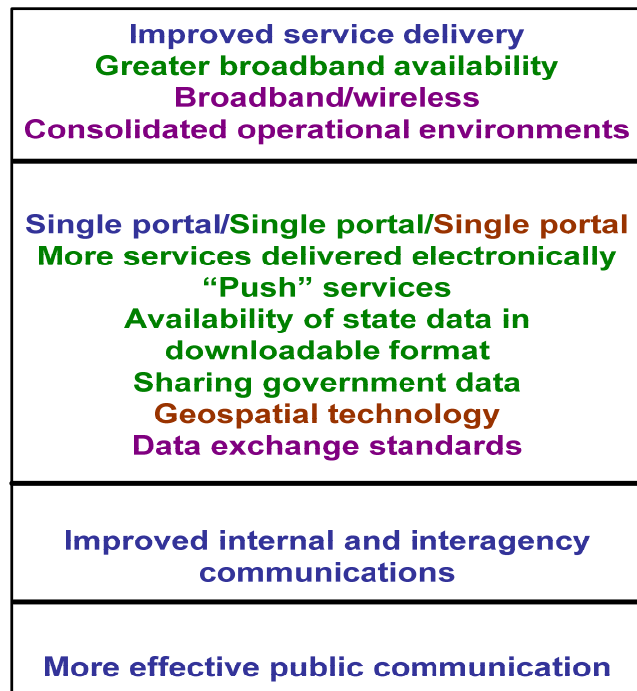 Improved service delivery
Greater broadband availability
Broadband/wireless
Consolidated operational environments
Single portal/Single portal/Single portal
More services delivered electronically
“Push” services
Availability of state data in
downloadable format
Sharing government data
Geospatial technology
Data exchange standards
Improved internal and interagency
communications
More effective public communication